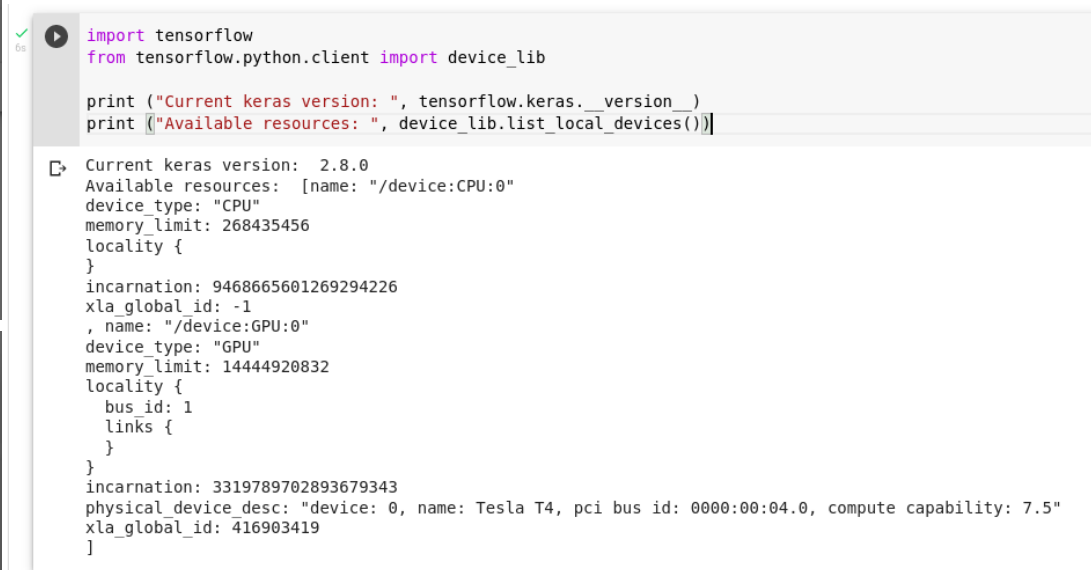 import tensorflow
from tensorflow.python.client import device_lib
print ("Current keras version: ", tensorflow.keras.__version__)
print ("Available resources: ", device_lib.list_local_devices())
6s
Current keras version:  2.8.0
Available resources:  [name: "/device:CPU:0"
device_type: "CPU"
memory_limit: 268435456
locality {
}
incarnation: 9468665601269294226
xla_global_id: -1
, name: "/device:GPU:0"
device_type: "GPU"
memory_limit: 14444920832
locality {
  bus_id: 1
  links {
  }
}
incarnation: 3319789702893679343
physical_device_desc: "device: 0, name: Tesla T4, pci bus id: 0000:00:04.0, compute capability: 7.5"
xla_global_id: 416903419
]